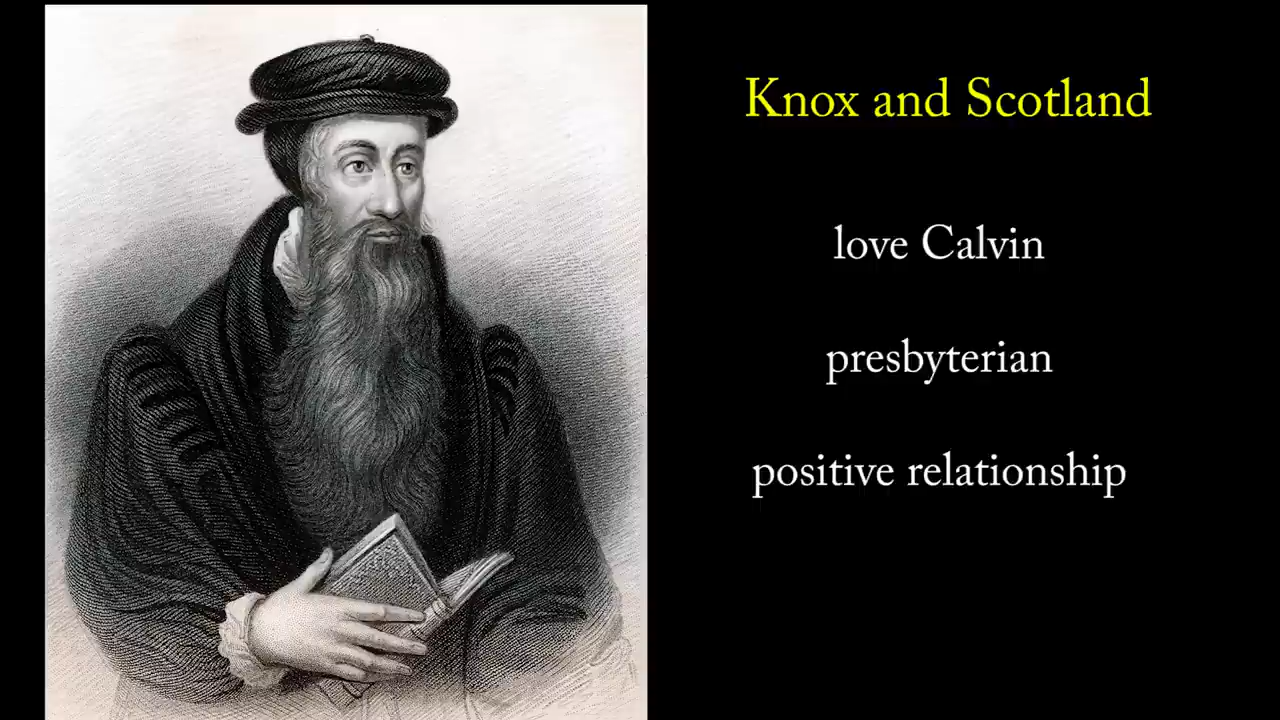 Knox and Scotland
love Calvin
presbyterian
positive relationship